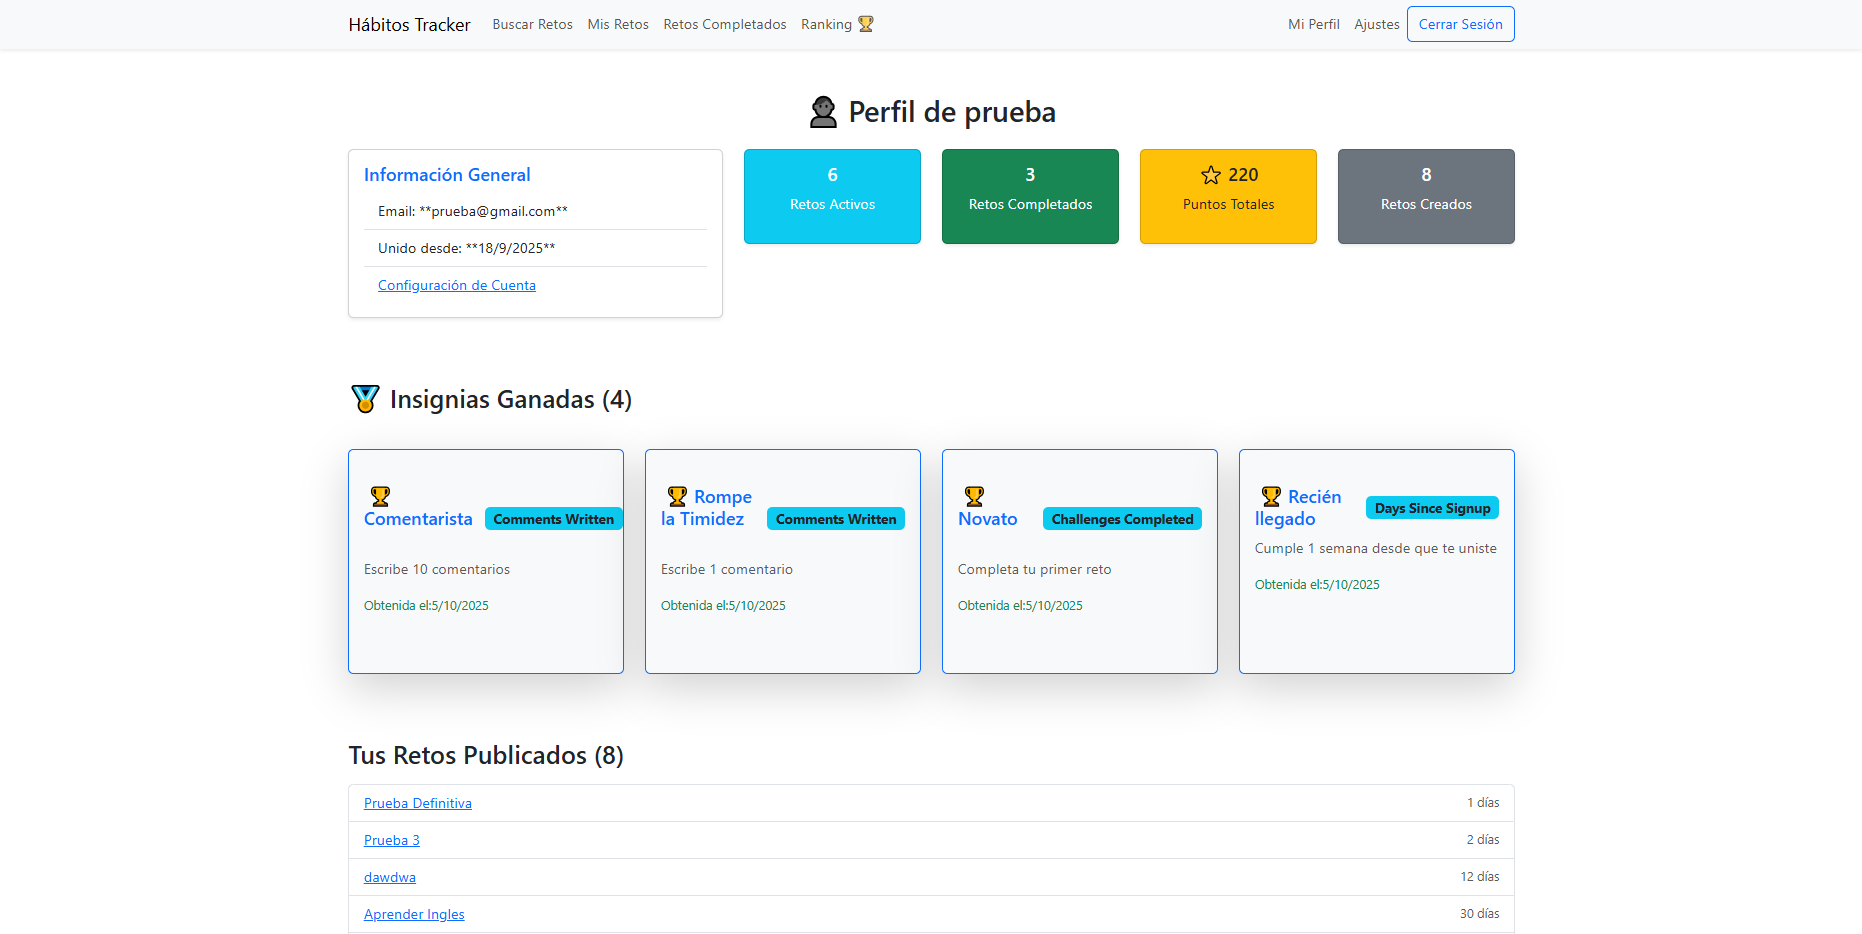 Hábitos Tracker Buscar Retos Mis Retos Retos Completados Ranking 🏆 Mi Perfil Ajustes Cerrar Sesión
Perfil de prueba
Información General
Email: **prueba@gmail.com**
Unido desde: **18/9/2025**
Configuración de Cuenta
6
Retos Activos
3
Retos Completados
220
Puntos Totales
8
Retos Creados
Insignias Ganadas (4)
Comentarista Comments Written
Escribe 10 comentarios
Obtenida el:5/10/2025
Rompe
la Timidez Comments Written
Escribe 1 comentario
Obtenida el:5/10/2025
Novato Challenges Completed
Completa tu primer reto
Obtenida el:5/10/2025
Recién
llegado Days Since Signup
Cumple 1 semana desde que te uniste
Obtenida el:5/10/2025
Tus Retos Publicados (8)
Prueba Definitiva 1 días
Prueba 3 2 días
dawdwa 12 días
Aprender Ingles 30 días